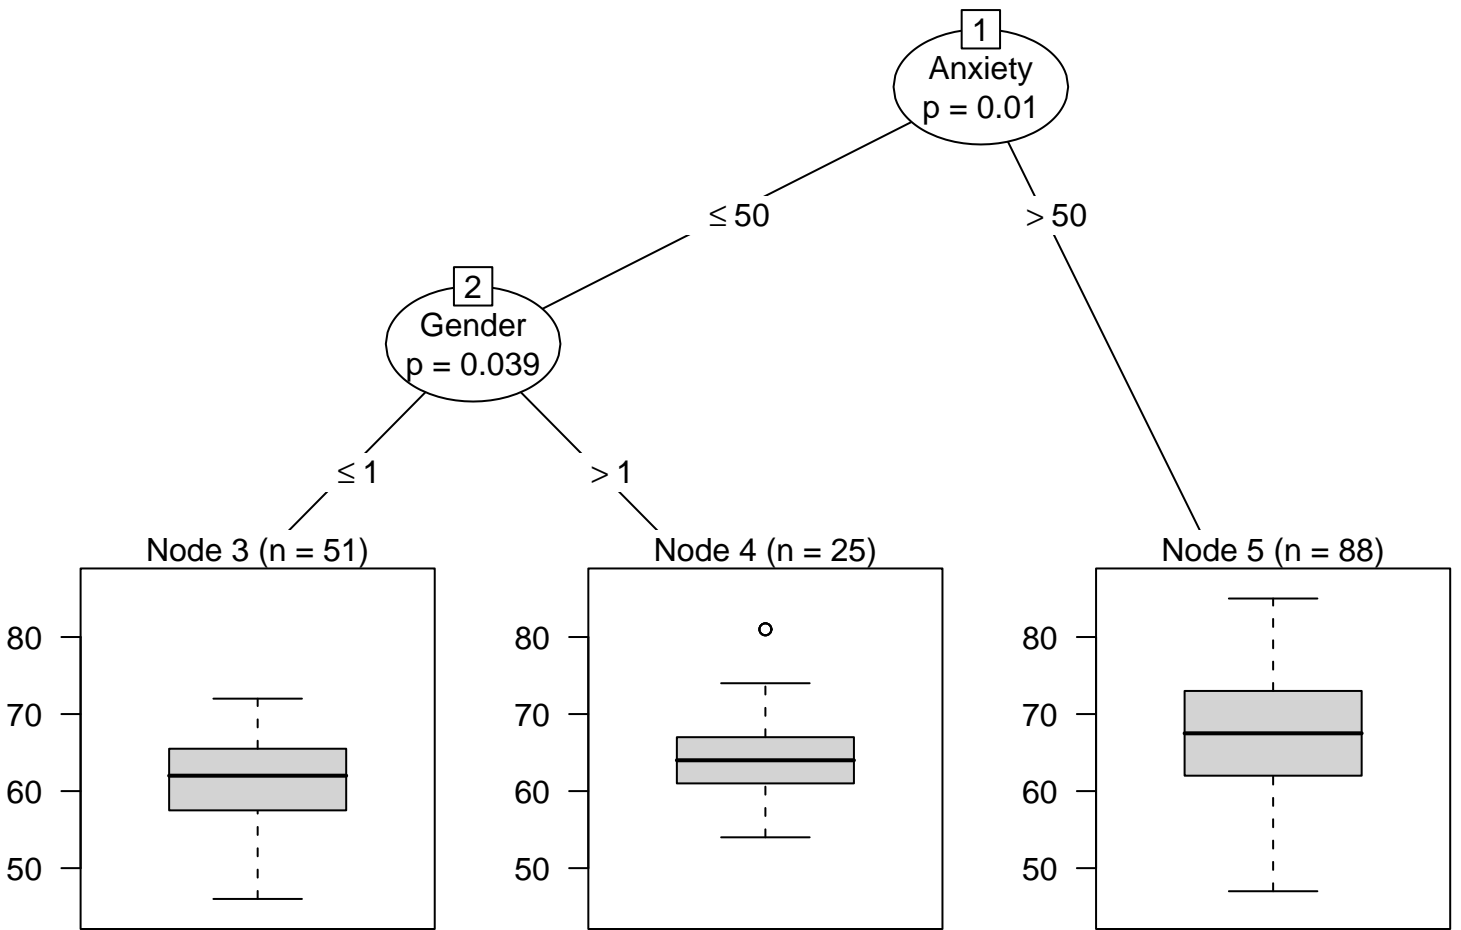 1
Anxiety
p = 0.01
≤ 50
> 50
2
Gender
p = 0.039
≤ 1
> 1
Node 3 (n = 51)
80
70
60
50
Node 4 (n = 25)
80
70
60
50
Node 5 (n = 88)
80
70
60
50